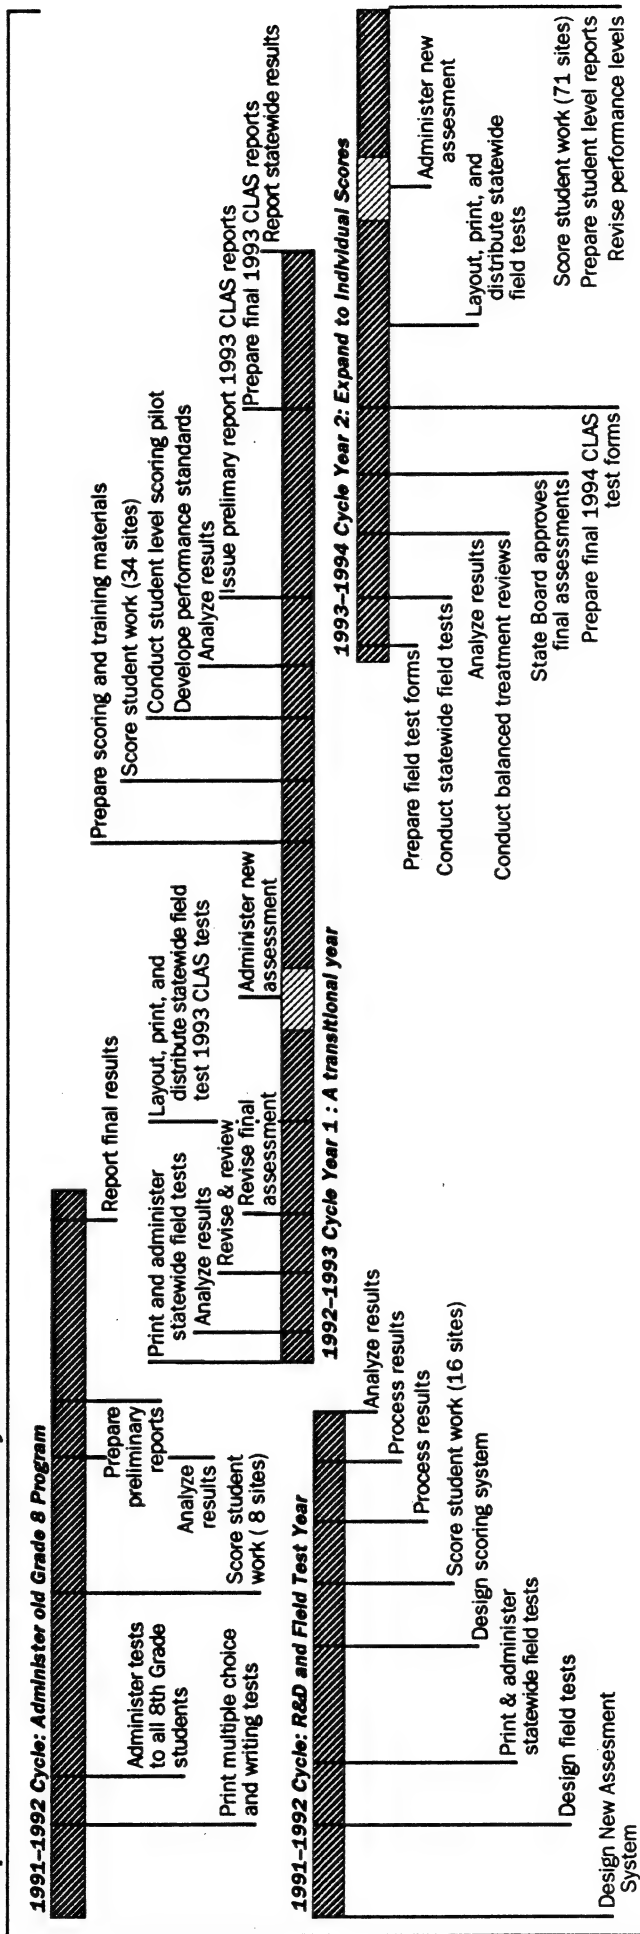 1991–1992 Cycle: Administer old Grade 8 Program
Print multiple choice
and writing tests
Administer tests
to all 8th Grade
students
Score student
work ( 8 sites)
Analyze
results
Prepare
preliminary
reports
Report final results
1991–1992 Cycle: R&D and Field Test Year
Design New Assesment
System
Design field tests
Print & administer
statewide field tests
Design scoring system
Score student work (16 sites)
Process results
Process results
Analyze results
Print and administer
statewide field tests
Analyze results
Revise & review
Revise final
assessment
Layout, print, and
distribute statewide field
test 1993 CLAS tests
Administer new
assessment
Prepare scoring and training materials
Score student work (34 sites)
Conduct student level scoring pilot
Develope performance standards
Analyze results
Issue prelimary report 1993 CLAS reports
Prepare final 1993 CLAS reports
Report statewide results
1992–1993 Cycle Year 1 : A transitional year
1993–1994 Cycle Year 2: Expand to Individual Scores
Prepare field test forms
Conduct statewide field tests
Analyze results
Conduct balanced treatment reviews
State Board approves
final assessments
Prepare final 1994 CLAS
test forms
Layout, print, and
distribute statewide
field tests
Administer new
assesment
Score student work (71 sites)
Prepare student level reports
Revise performance levels